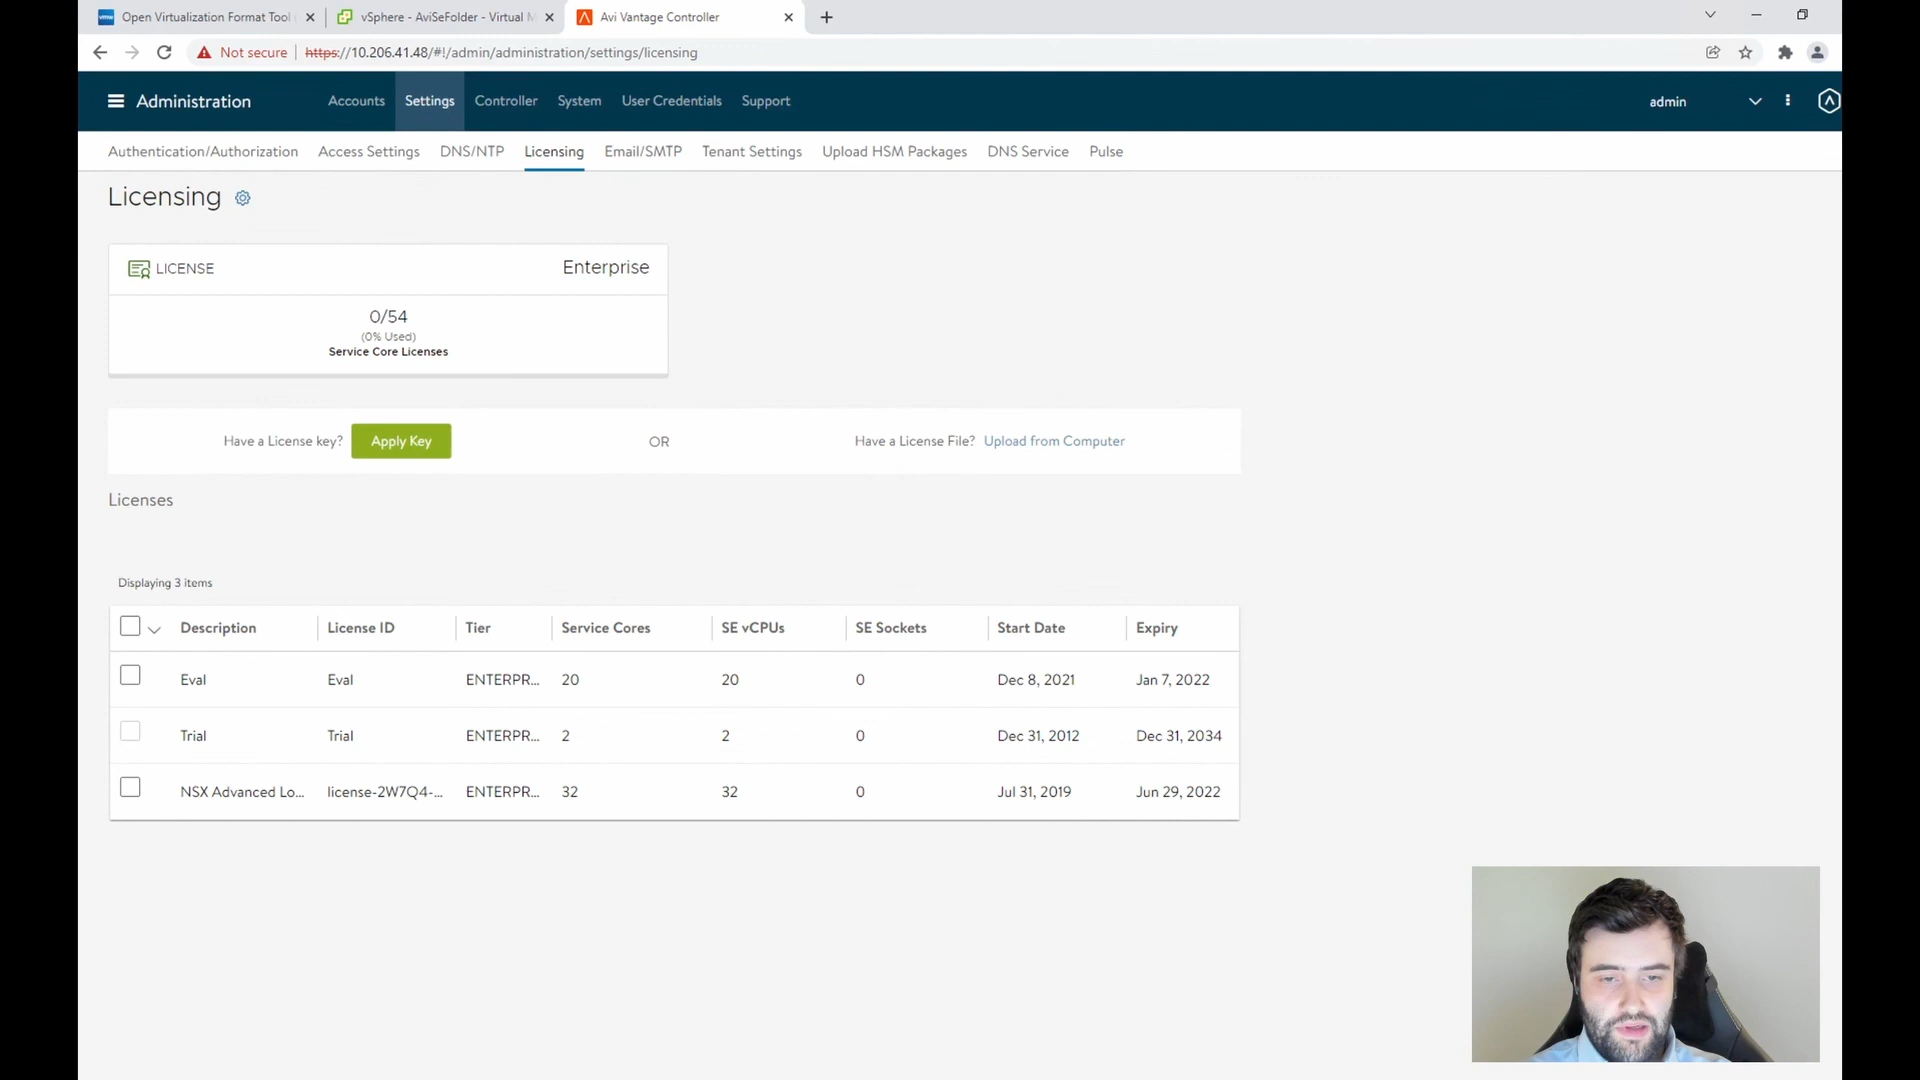 Open Virtualization Format Tool
vSphere - AviSeFolder - Virtual M
Avi Vantage Controller
Not secure
https://10.206.41.48/#!/admin/administration/settings/licensing
Administration
Accounts
Settings
Controller
System
User Credentials
Support
admin
Authentication/Authorization
Access Settings
DNS/NTP
Licensing
Email/SMTP
Tenant Settings
Upload HSM Packages
DNS Service
Pulse
Licensing
LICENSE
Enterprise
0/54
(0% Used)
Service Core Licenses
Have a License key?
Apply Key
OR
Have a License File?
Upload from Computer
Licenses
Displaying 3 items
Description
License ID
Tier
Service Cores
SE vCPUs
SE Sockets
Start Date
Expiry
Eval
Eval
ENTERPR...
20
20
0
Dec 8, 2021
Jan 7, 2022
Trial
Trial
ENTERPR...
2
2
0
Dec 31, 2012
Dec 31, 2034
NSX Advanced Lo...
license-2W7Q4-...
ENTERPR...
32
32
0
Jul 31, 2019
Jun 29, 2022